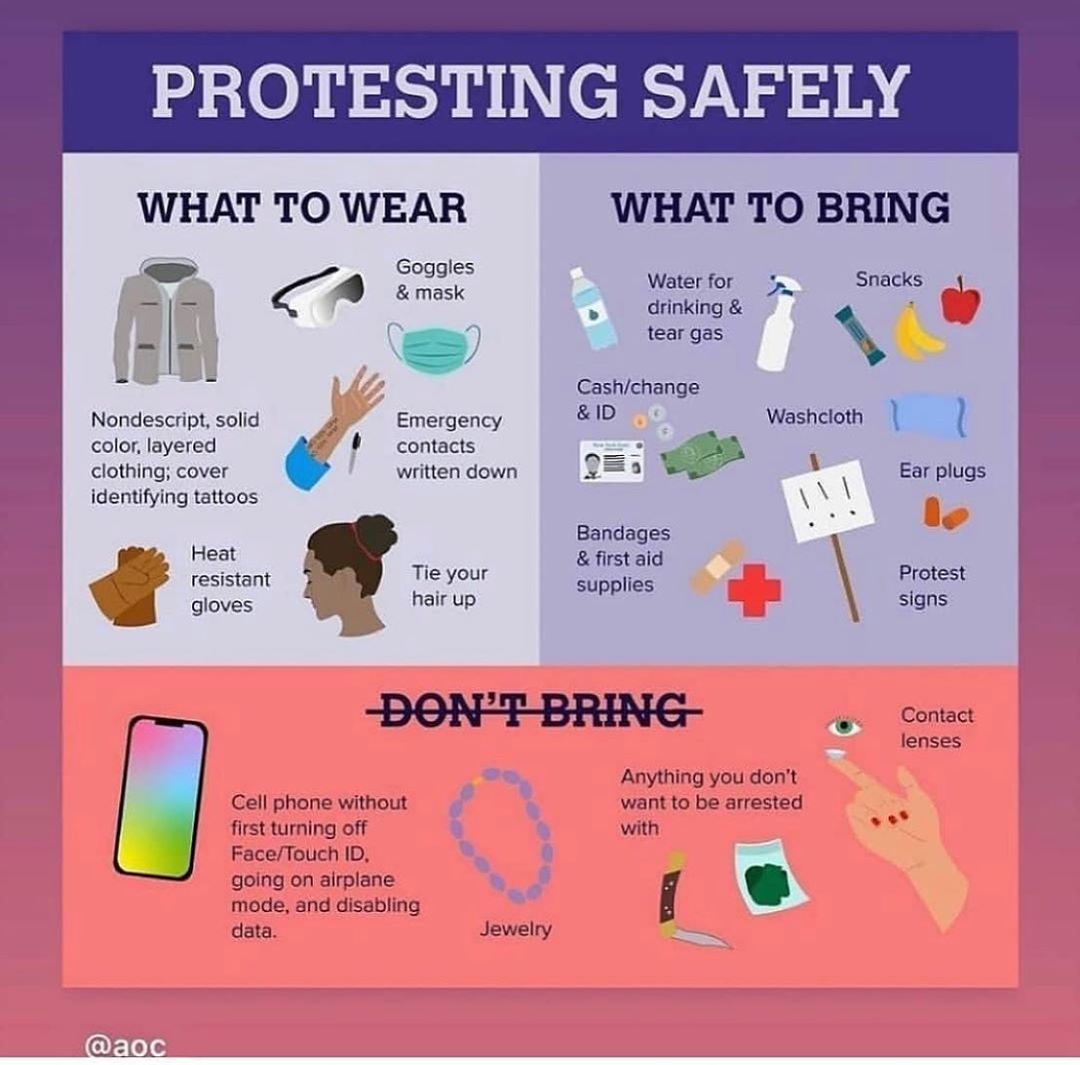 PROTESTING SAFELY
WHAT TO WEAR
Goggles
& mask
Nondescript, solid
color, layered
clothing; cover
identifying tattoos
Emergency
contacts
written down
Heat
resistant
gloves
Tie your
hair up
WHAT TO BRING
Water for
drinking &
tear gas
Snacks
Cash/change
& ID
Washcloth
Ear plugs
Bandages
& first aid
supplies
Protest
signs
!!!
DON'T BRING
Cell phone without
first turning off
Face/Touch ID,
going on airplane
mode, and disabling
data.
Jewelry
Anything you don't
want to be arrested
with
Contact
lenses
@aoc